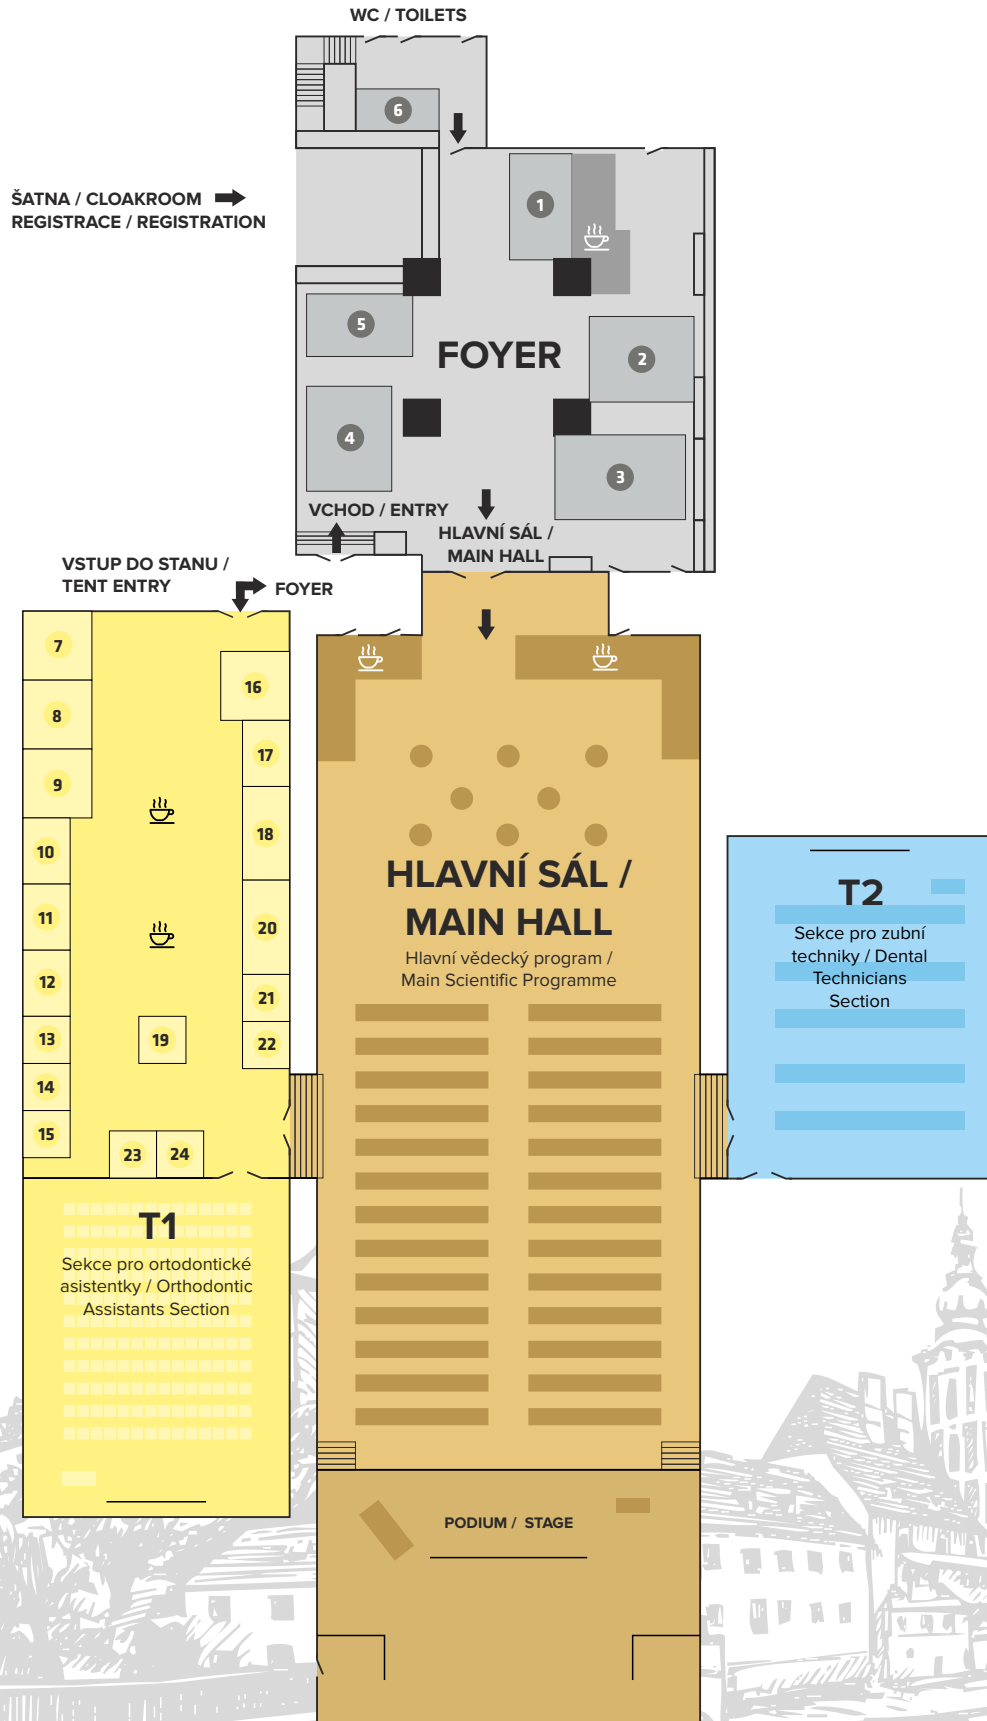 WC / TOILETS
6
ŠATNA / CLOAKROOM
REGISTRACE / REGISTRATION
1
5
FOYER
2
4
3
VCHOD / ENTRY
HLAVNÍ SÁL /
MAIN HALL
VSTUP DO STANU /
TENT ENTRY
FOYER
7
16
8
17
9
18
10
11
20
12
21
13
19
22
14
15
23
24
HLAVNÍ SÁL /
MAIN HALL
Hlavní vědecký program /
Main Scientific Programme
T2
Sekce pro zubní
techniky / Dental
Technicians
Section
T1
Sekce pro ortodontické
asistentky / Orthodontic
Assistants Section
PODIUM / STAGE